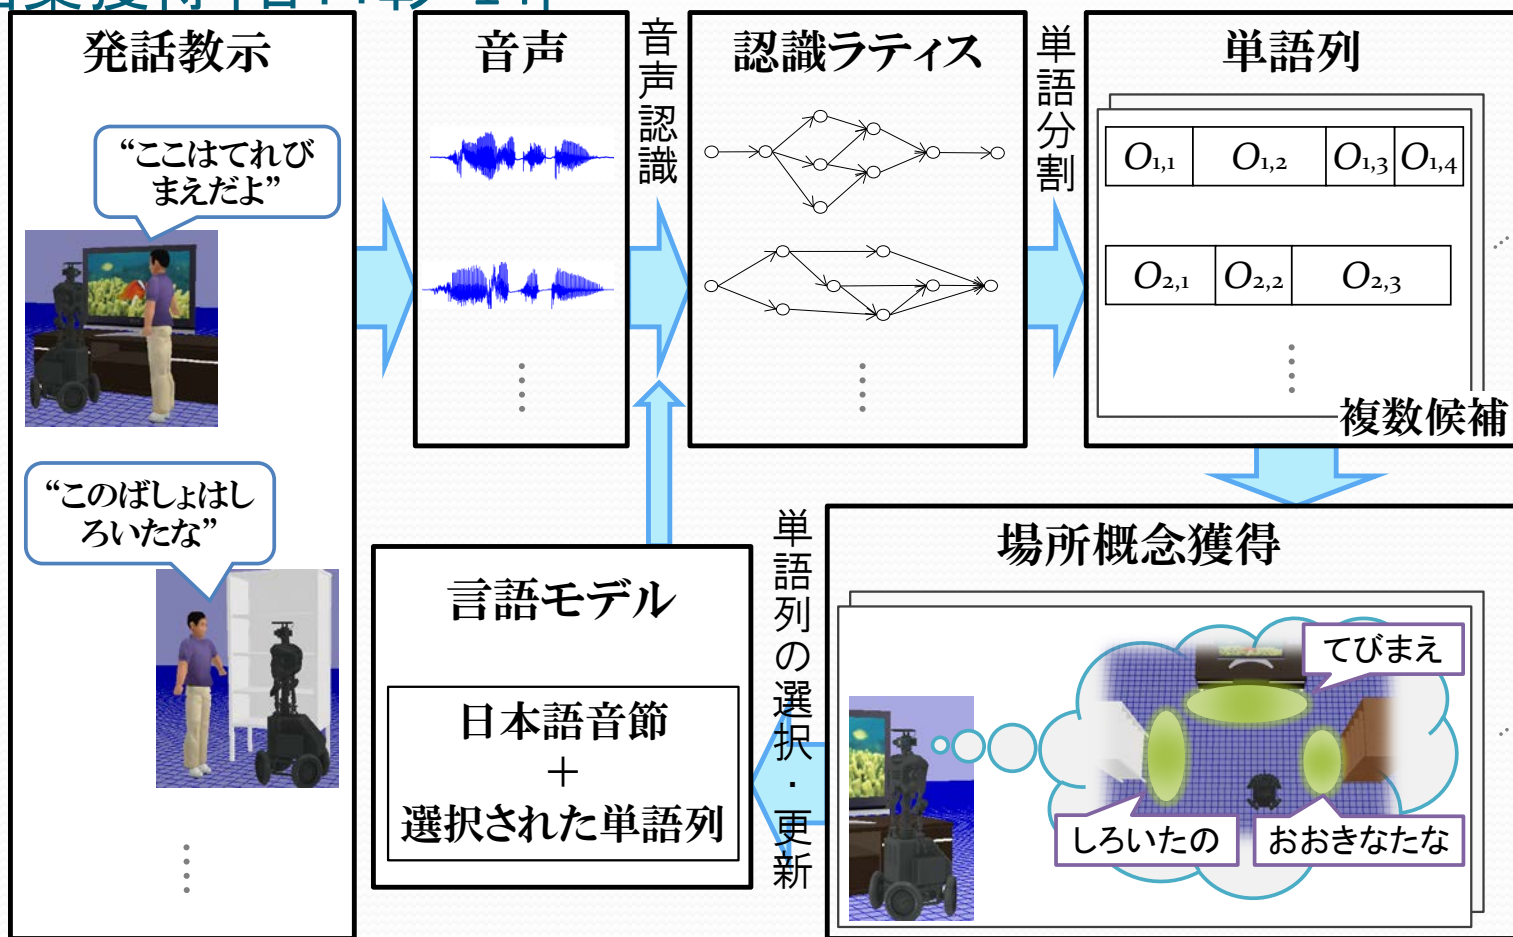 発話教示
“ここはてれび
まえだよ”
“このばしょはし
ろいたな”
音声
音声認識
認識ラティス
単語分割
単語列
O1,1 O1,2 O1,3 O1,4
O2,1 O2,2 O2,3
複数候補
場所概念獲得
てびまえ
しろいたの
おおきなたな
単語列の選択・更新
言語モデル
日本語音節
+
選択された単語列